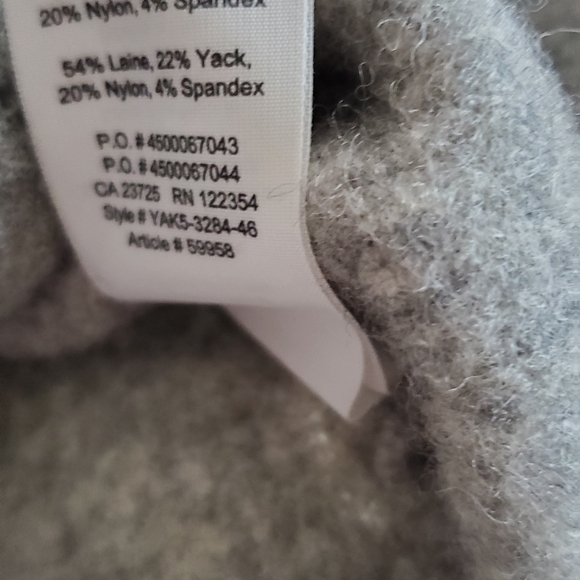 20% Nylon, 4% Spandex
54% Laine, 22% Yack,
20% Nylon, 4% Spandex
P.O. # 4500067043
P.O. # 4500067044
CA 23725 RN 122354
Style # YAK5-3284-46
Article # 59958